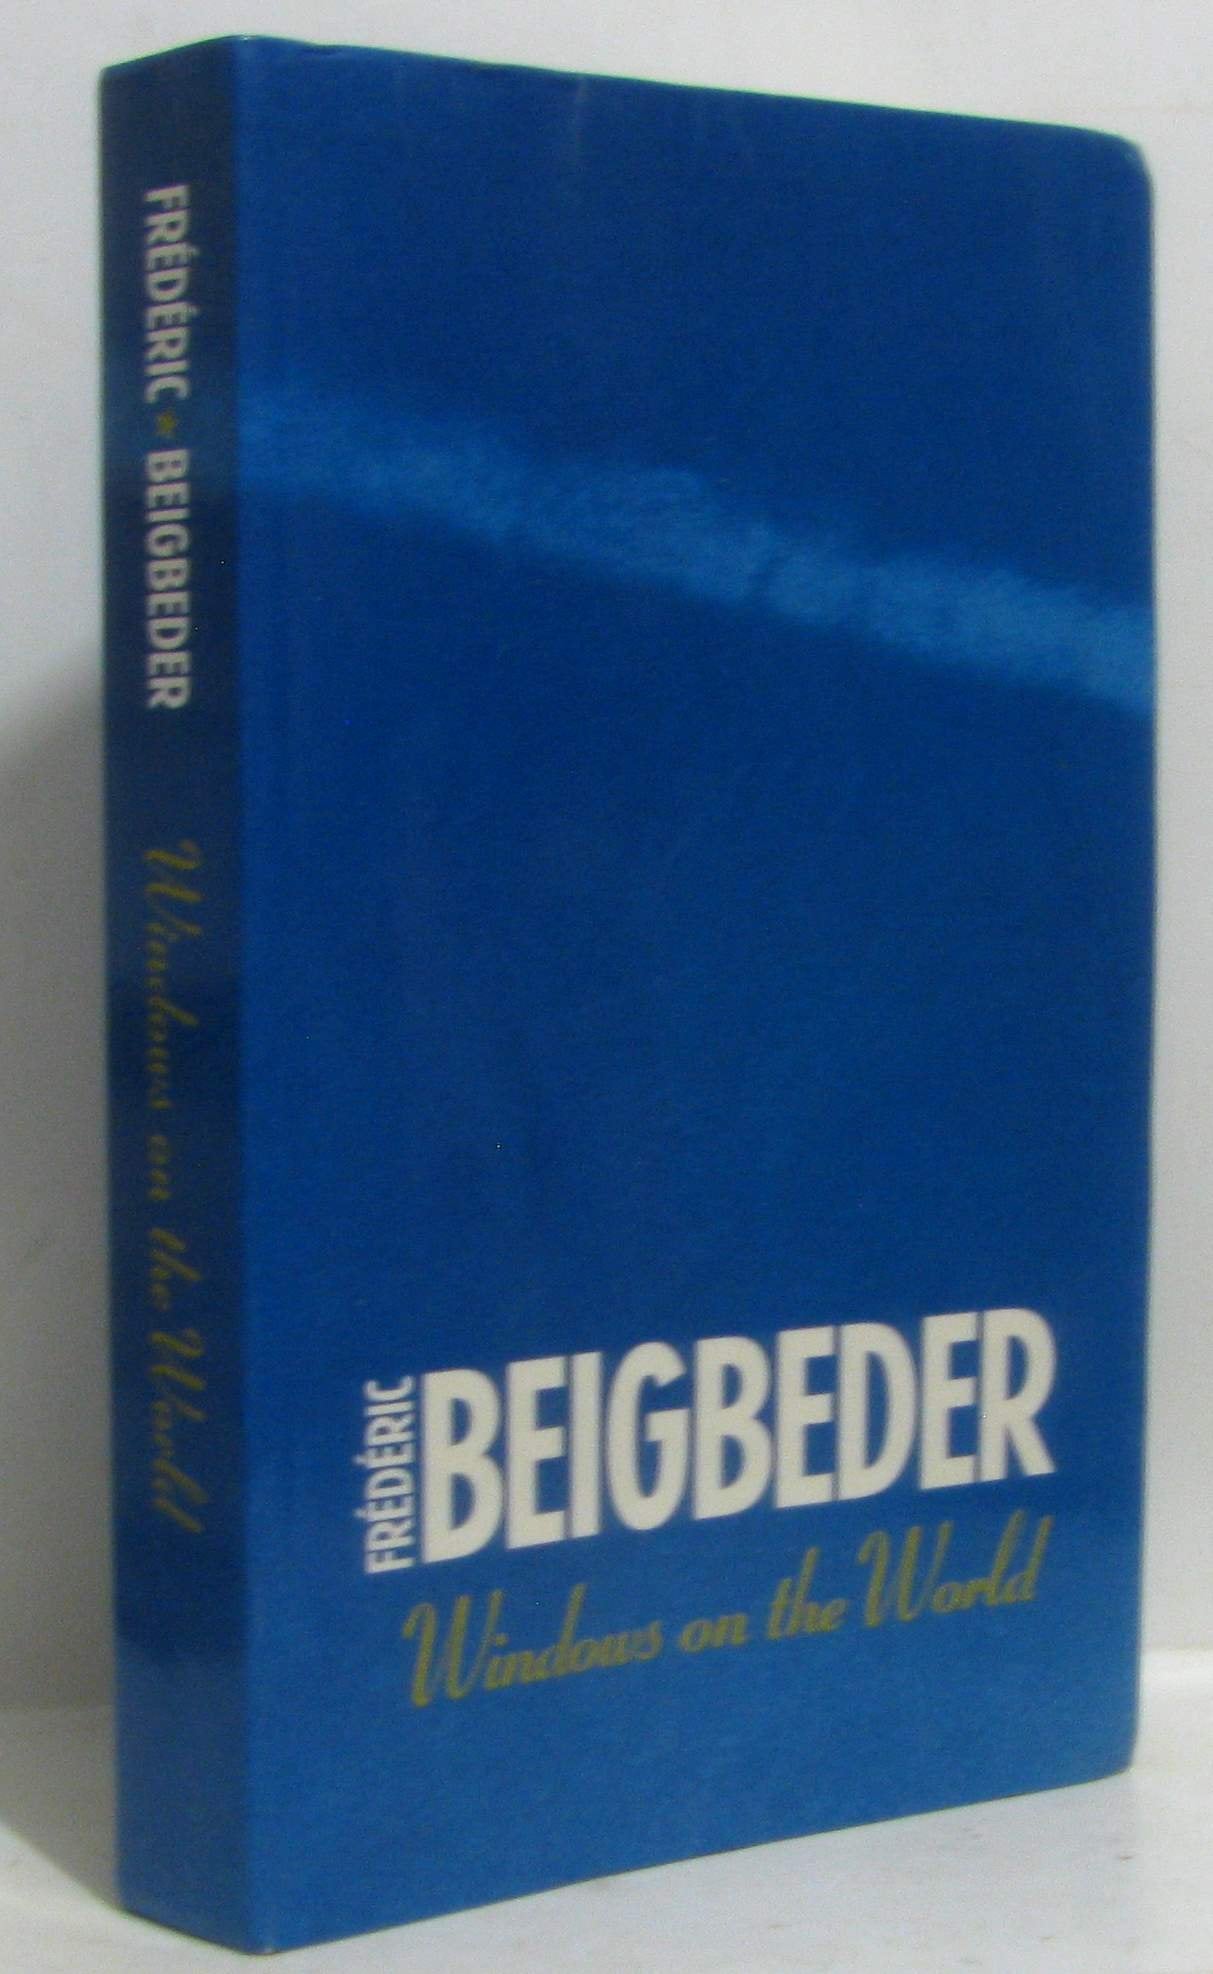 FRÉDÉRIC ★ BEIGBEDER Windows on the World
FRÉDÉRIC
BEIGBEDER
Windows on the World